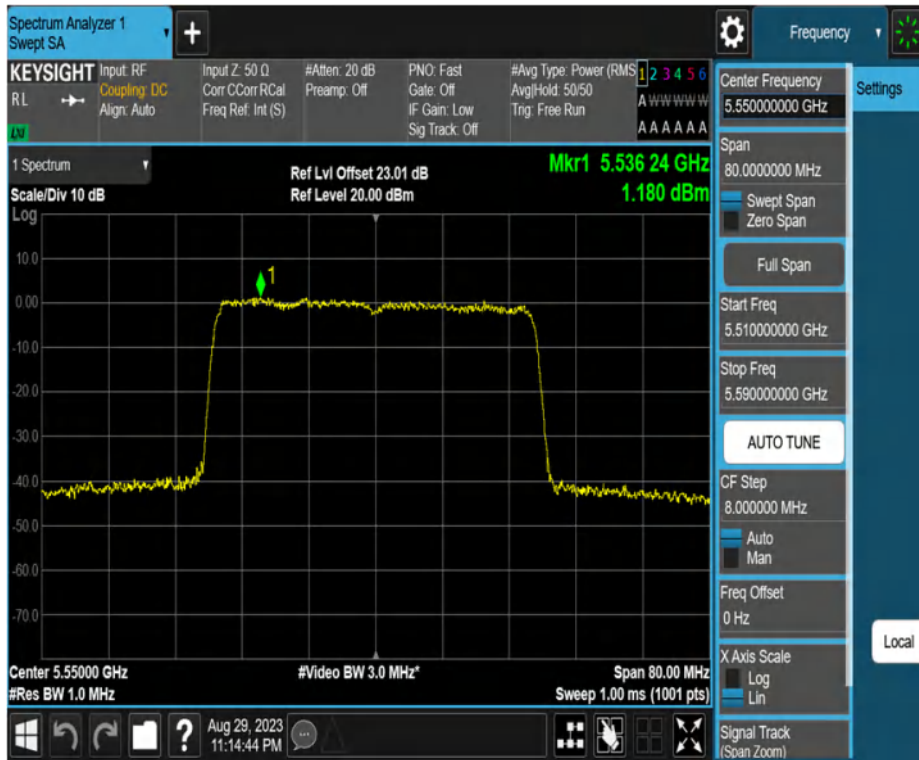 Spectrum Analyzer 1
Swept SA
+
Frequency
KEYSIGHT
RL
LXI
Input: RF
Coupling: DC
Align: Auto
Input Z: 50 Ω
Corr CCorr RCal
Freq Ref: Int (S)
#Atten: 20 dB
Preamp: Off
PNO: Fast
Gate: Off
IF Gain: Low
Sig Track: Off
#Avg Type: Power (RMS
Avg|Hold: 50/50
Trig: Free Run
1 2 3 4 5 6
A W W W W W
A A A A A A
1 Spectrum
Scale/Div 10 dB
Ref Lvl Offset 23.01 dB
Ref Level 20.00 dBm
Mkr1 5.536 24 GHz
1.180 dBm
Log
10.0
0.00
-10.0
-20.0
-30.0
-40.0
-50.0
-60.0
-70.0
1
Center 5.55000 GHz
#Res BW 1.0 MHz
#Video BW 3.0 MHz*
Span 80.00 MHz
Sweep 1.00 ms (1001 pts)
?
Aug 29, 2023
11:14:44 PM
Center Frequency
5.550000000 GHz
Span
80.0000000 MHz
Swept Span
Zero Span
Full Span
Start Freq
5.510000000 GHz
Stop Freq
5.590000000 GHz
AUTO TUNE
CF Step
8.000000 MHz
Auto
Man
Freq Offset
0 Hz
X Axis Scale
Log
Lin
Signal Track
(Span Zoom)
Settings
Local